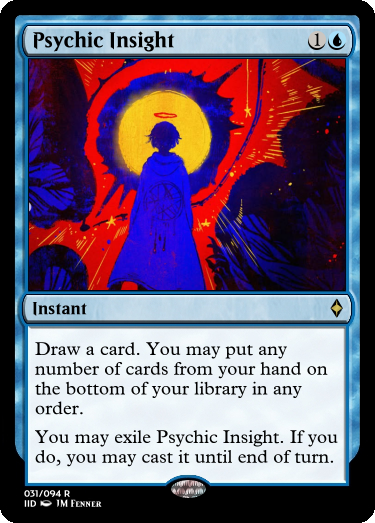 Psychic Insight 1
Instant
Draw a card. You may put any
number of cards from your hand on
the bottom of your library in any
order.
You may exile Psychic Insight. If you
do, you may cast it until end of turn.
031/094 R
IID JM Fenner